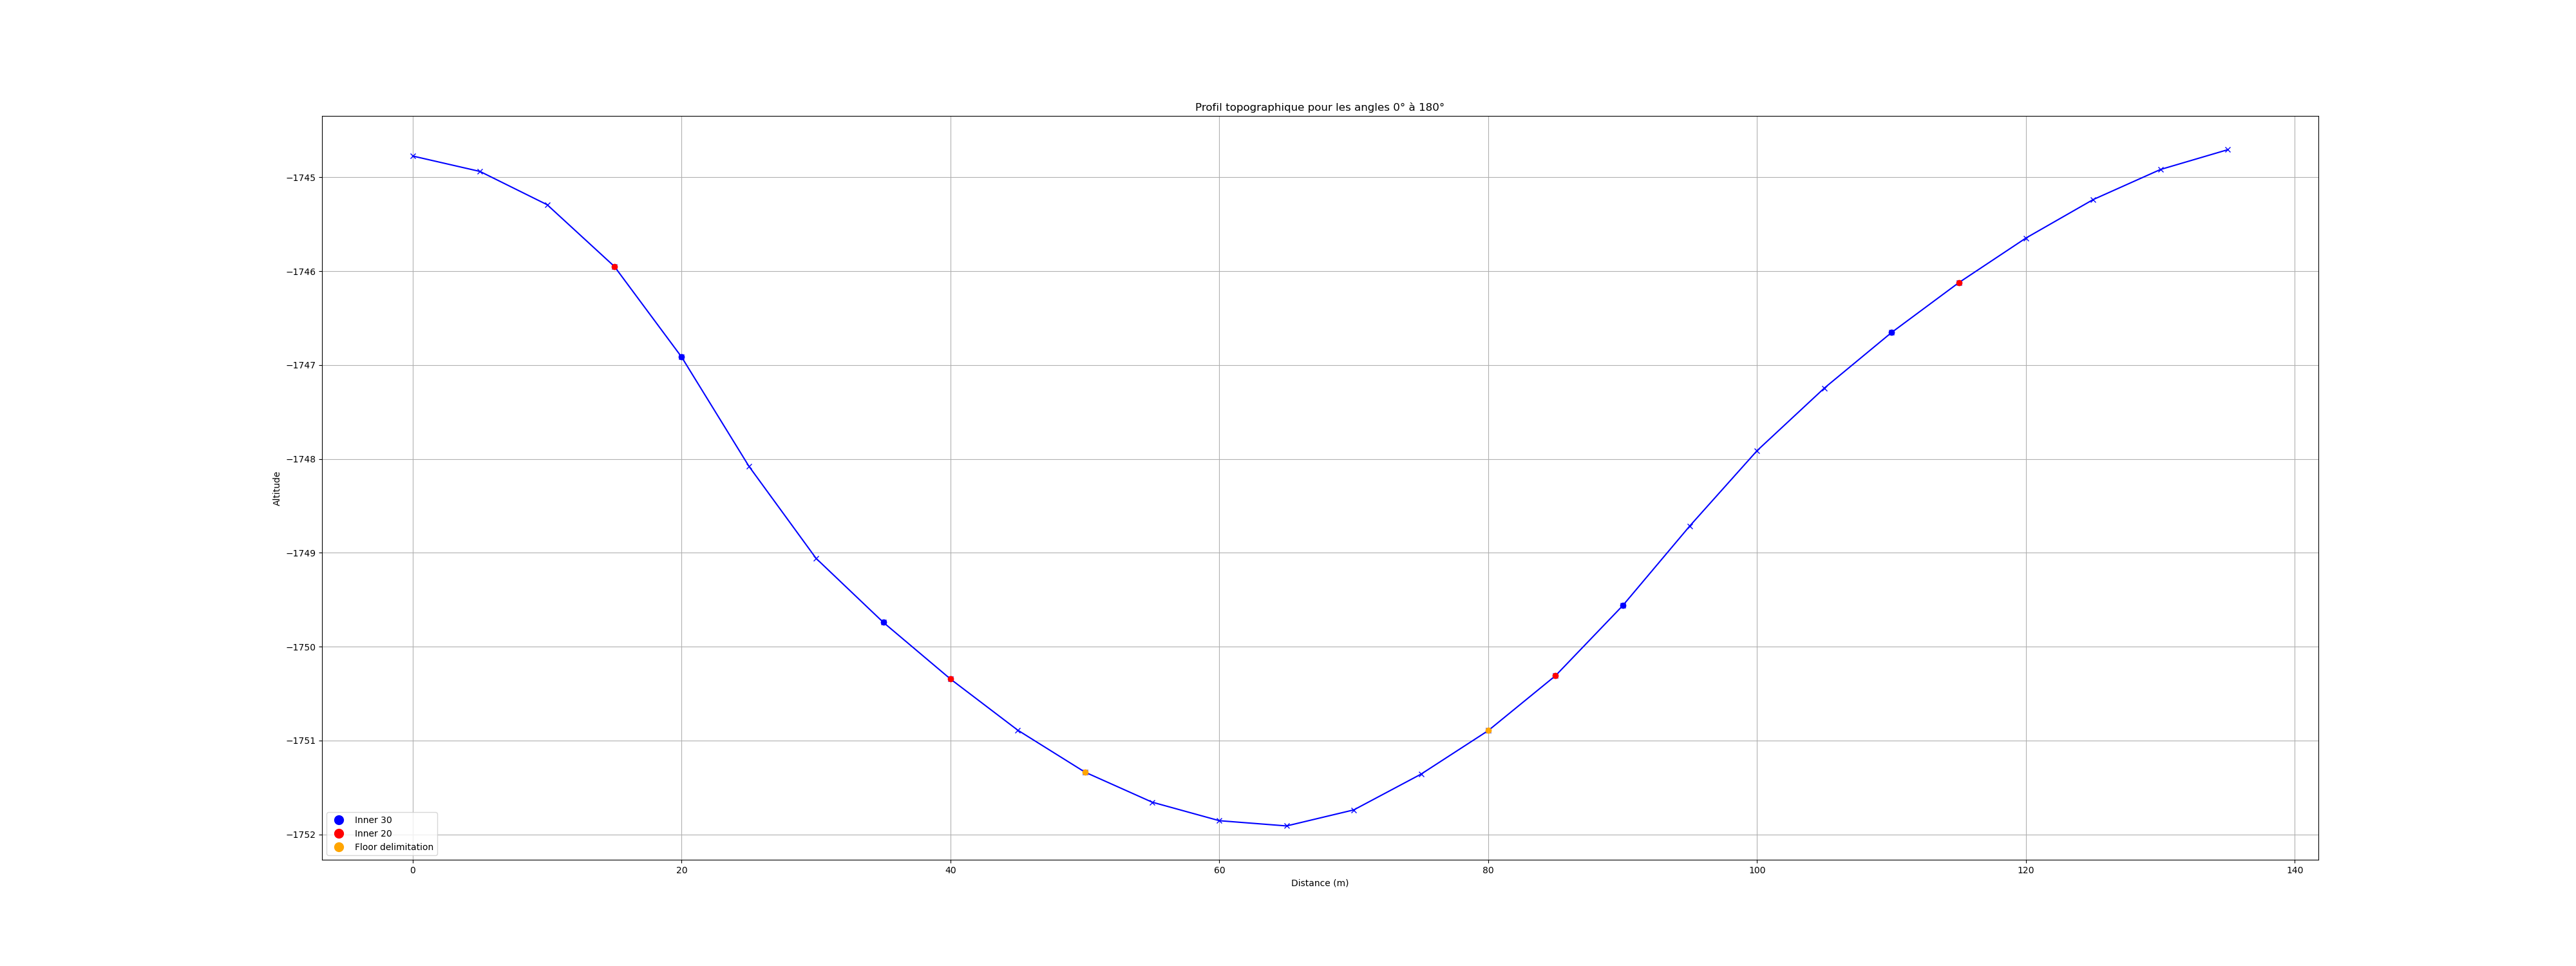 Profil topographique pour les angles 0° à 180°
−1745
−1746
−1747
−1748
−1749
−1750
−1751
−1752
Altitude
Inner 30
Inner 20
Floor delimitation
0 20 40 60 80 100 120 140
Distance (m)